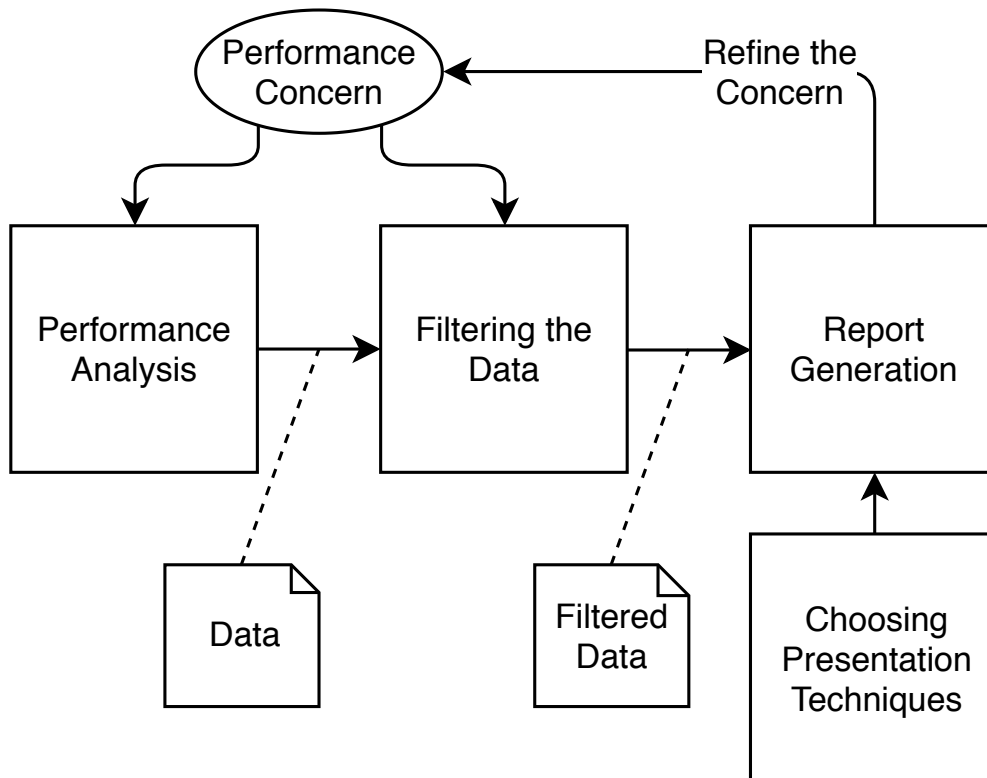 Performance
Concern
Refine the
Concern
Performance
Analysis
Filtering the
Data
Report
Generation
Data
Filtered
Data
Choosing
Presentation
Techniques